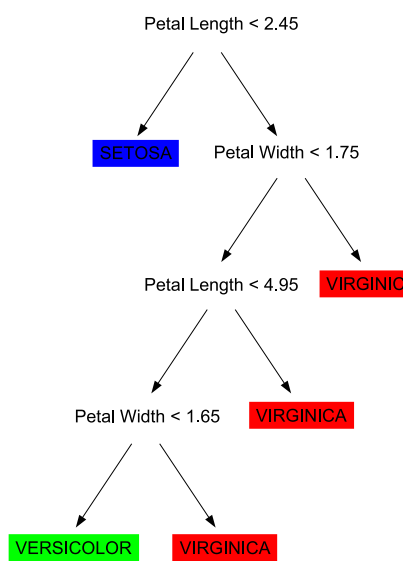 Petal Length < 2.45
SETOSA
Petal Width < 1.75
Petal Length < 4.95
VIRGINIC
Petal Width < 1.65
VIRGINICA
VERSICOLOR
VIRGINICA